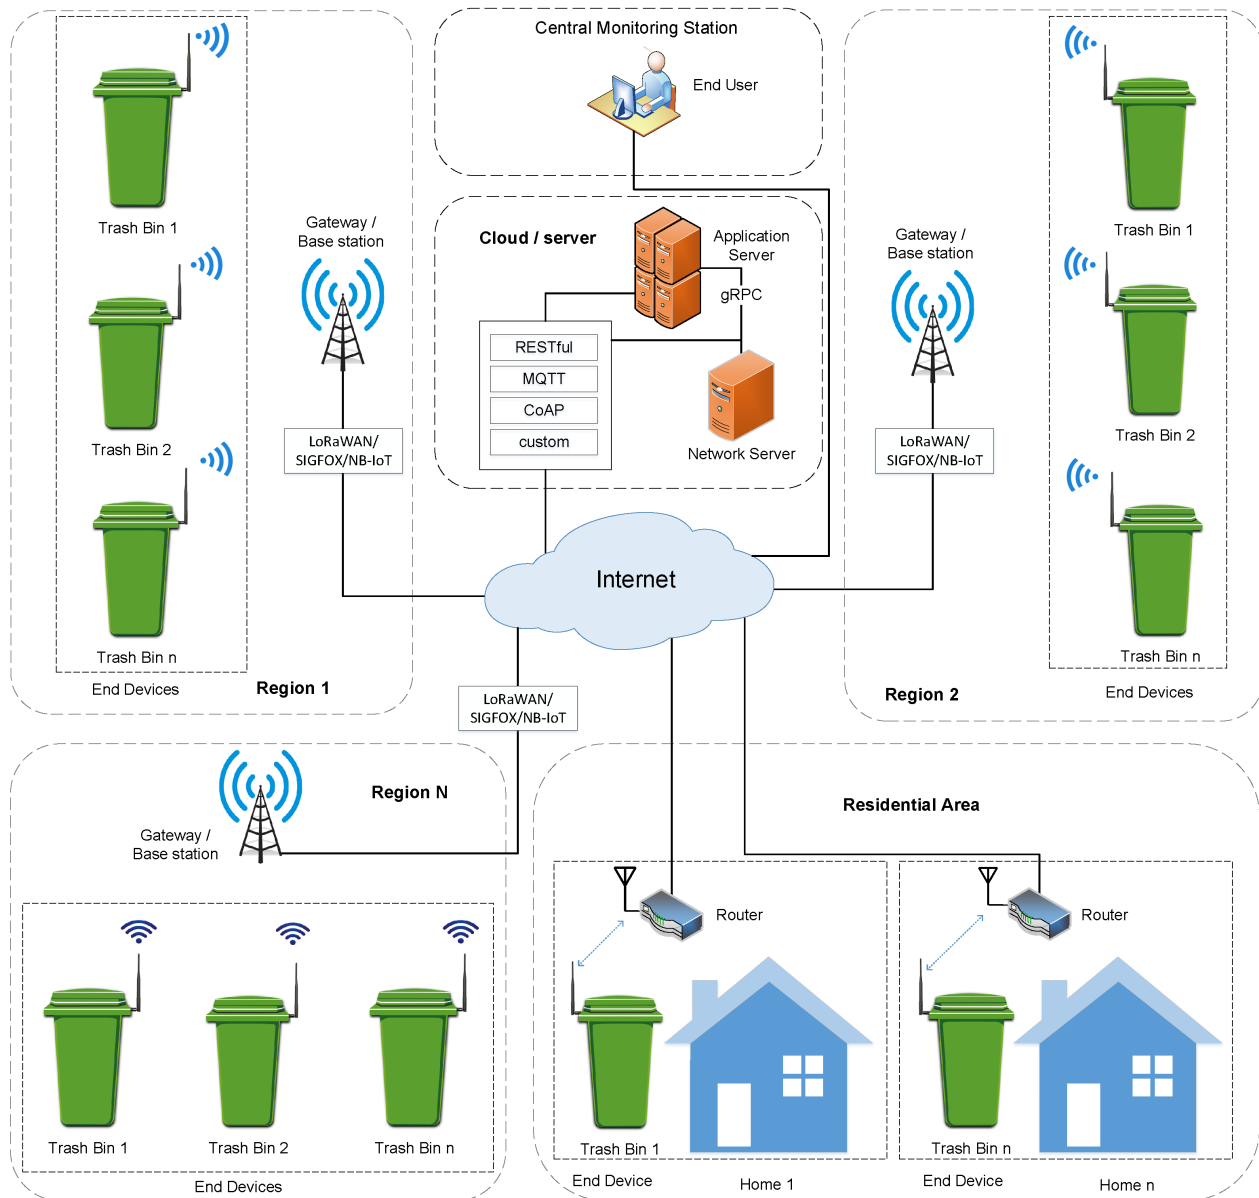 Central Monitoring Station
End User
Trash Bin 1
Trash Bin 2
Trash Bin n
End Devices
Gateway /
Base station
LoRaWAN/
SIGFOX/NB-IoT
Region 1
Cloud / server
Application
Server
gRPC
RESTful
MQTT
CoAP
custom
Network Server
Internet
Gateway /
Base station
LoRaWAN/
SIGFOX/NB-IoT
Trash Bin 1
Trash Bin 2
Trash Bin n
End Devices
Region 2
LoRaWAN/
SIGFOX/NB-IoT
Region N
Gateway /
Base station
Trash Bin 1
Trash Bin 2
Trash Bin n
End Devices
Residential Area
Router
Trash Bin 1
End Device
Home 1
Router
Trash Bin n
End Device
Home n